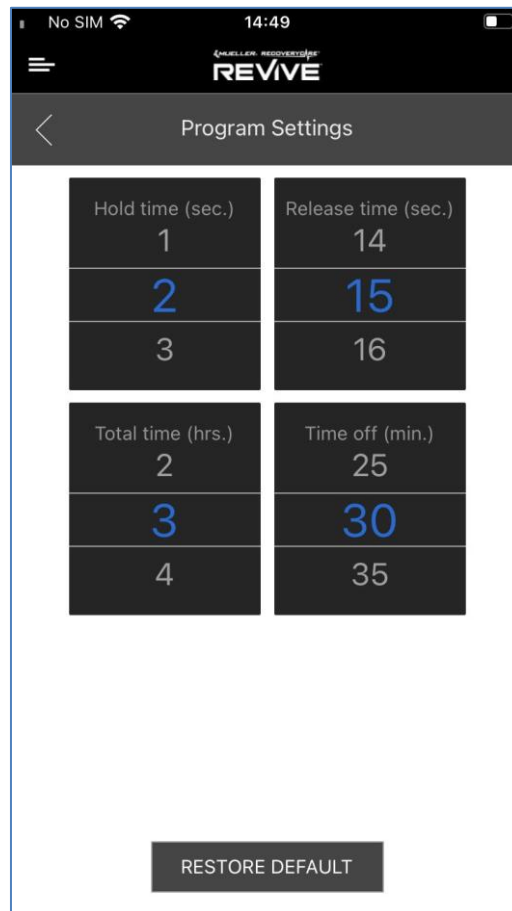 No SIM 14:49
MUELLER RECOVERYCARE
REVIVE
Program Settings
Hold time (sec.) Release time (sec.)
1 14
2 15
3 16
Total time (hrs.) Time off (min.)
2 25
3 30
4 35
RESTORE DEFAULT